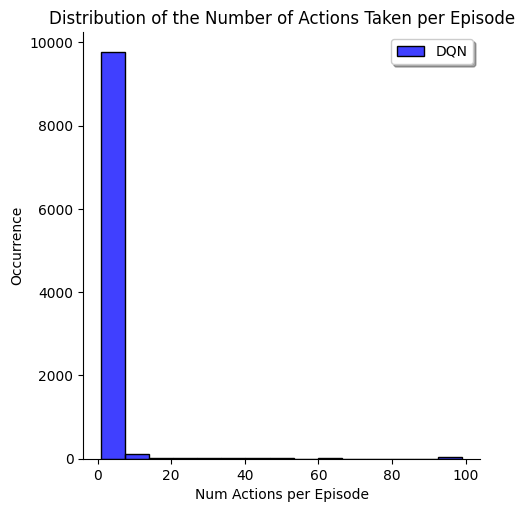 Distribution of the Number of Actions Taken per Episode
DQN
10000
8000
6000
4000
2000
0
Occurrence
0 20 40 60 80 100
Num Actions per Episode